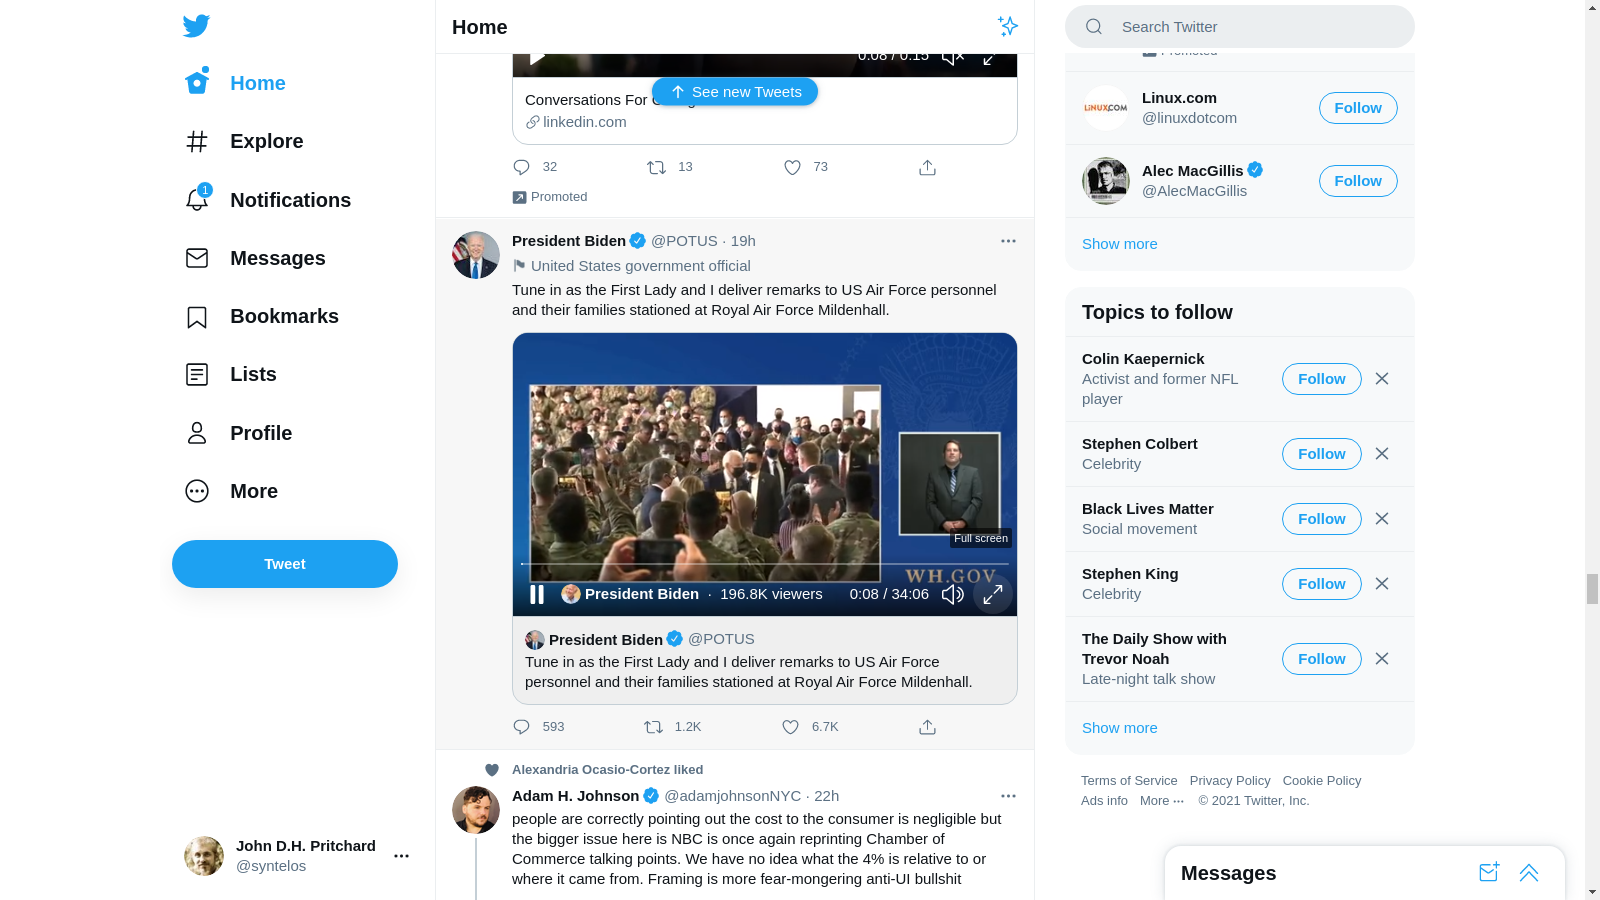 Home
Explore
1
Notifications
Messages
Bookmarks
Lists
Profile
More
Tweet
John D.H. Pritchard
@syntelos
Home
0:08 / 0:15
See new Tweets
Conversations For
linkedin.com
32 13 73
Promoted
President Biden @POTUS · 19h
United States government official
Tune in as the First Lady and I deliver remarks to US Air Force personnel
and their families stationed at Royal Air Force Mildenhall.
Full screen
WH.GOV
President Biden · 196.8K viewers 0:08 / 34:06
President Biden @POTUS
Tune in as the First Lady and I deliver remarks to US Air Force
personnel and their families stationed at Royal Air Force Mildenhall.
593 1.2K 6.7K
Alexandria Ocasio-Cortez liked
Adam H. Johnson @adamjohnsonNYC · 22h
people are correctly pointing out the cost to the consumer is negligible but
the bigger issue here is NBC is once again reprinting Chamber of
Commerce talking points. We have no idea what the 4% is relative to or
where it came from. Framing is more fear-mongering anti-UI bullshit
Search Twitter
Promoted
LINUX.COM
Linux.com
@linuxdotcom
Follow
Alec MacGillis
@AlecMacGillis
Follow
Show more
Topics to follow
Colin Kaepernick
Activist and former NFL
player
Follow
Stephen Colbert
Celebrity
Follow
Black Lives Matter
Social movement
Follow
Stephen King
Celebrity
Follow
The Daily Show with
Trevor Noah
Late-night talk show
Follow
Show more
Terms of Service Privacy Policy Cookie Policy
Ads info More ··· © 2021 Twitter, Inc.
Messages